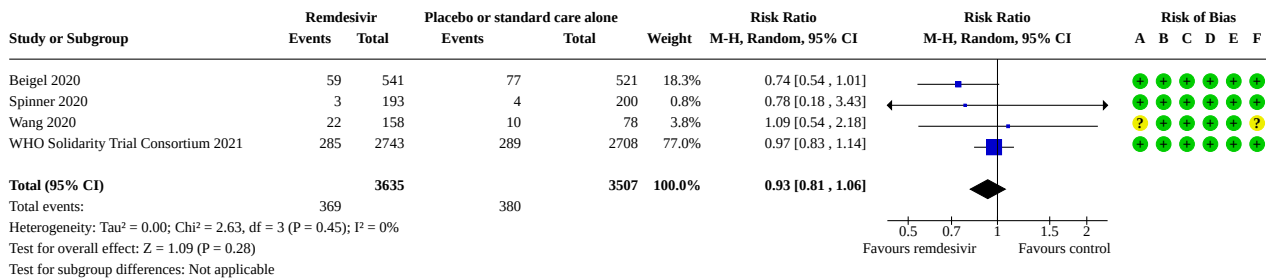 Remdesivir Placebo or standard care alone Risk Ratio Risk Ratio Risk of Bias
Study or Subgroup Events Total Events Total Weight M-H, Random, 95% CI M-H, Random, 95% CI A B C D E F
Beigel 2020 59 541 77 521 18.3% 0.74 [0.54 , 1.01] + + + + + +
Spinner 2020 3 193 4 200 0.8% 0.78 [0.18 , 3.43] + + + + + +
Wang 2020 22 158 10 78 3.8% 1.09 [0.54 , 2.18] ? + + + + ?
WHO Solidarity Trial Consortium 2021 285 2743 289 2708 77.0% 0.97 [0.83 , 1.14] + + + + + +
Total (95% CI) 3635 3507 100.0% 0.93 [0.81 , 1.06]
Total events: 369 380
Heterogeneity: Tau² = 0.00; Chi² = 2.63, df = 3 (P = 0.45); I² = 0% 0.5 0.7 1 1.5 2
Test for overall effect: Z = 1.09 (P = 0.28) Favours remdesivir Favours control
Test for subgroup differences: Not applicable